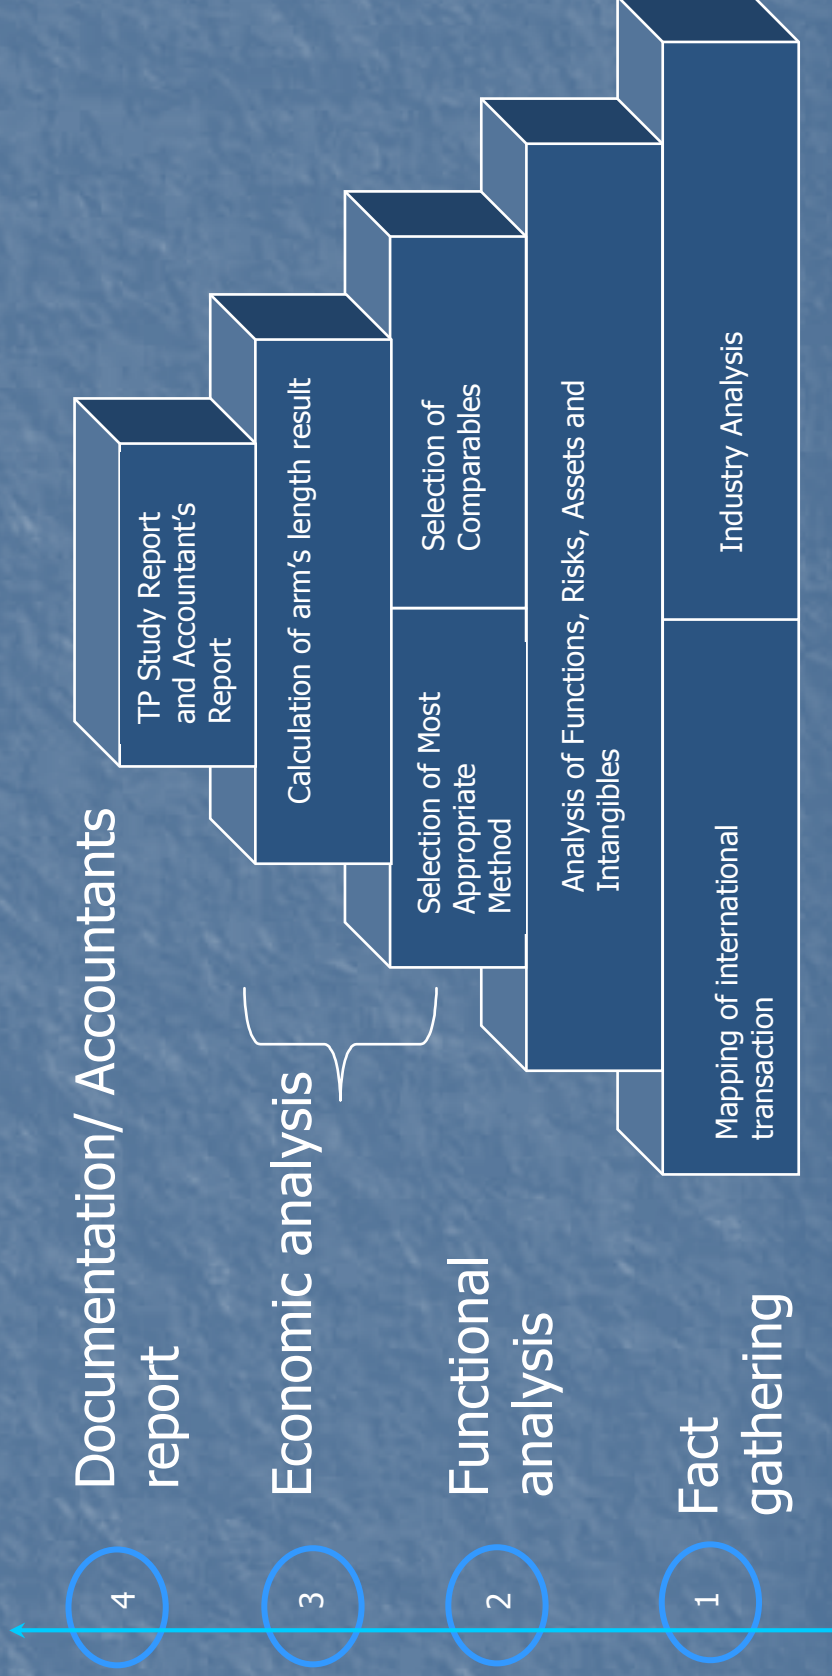 4
Documentation/ Accountants
report
TP Study Report
and Accountant’s
Report
3
Economic analysis
Calculation of arm’s length result
Selection of Most
Appropriate
Method
Selection of
Comparables
2
Functional
analysis
Analysis of Functions, Risks, Assets and
Intangibles
1
Fact
gathering
Mapping of international
transaction
Industry Analysis